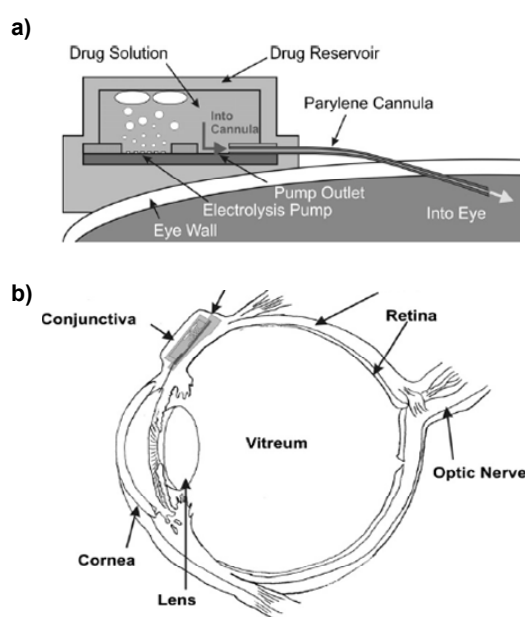 a)
Drug Solution
Drug Reservoir
Parylene Cannula
Into
Cannula
Pump Outlet
Electrolysis Pump
Into Eye
Eye Wall
b)
Conjunctiva
Retina
Vitreum
Optic Nerve
Cornea
Lens